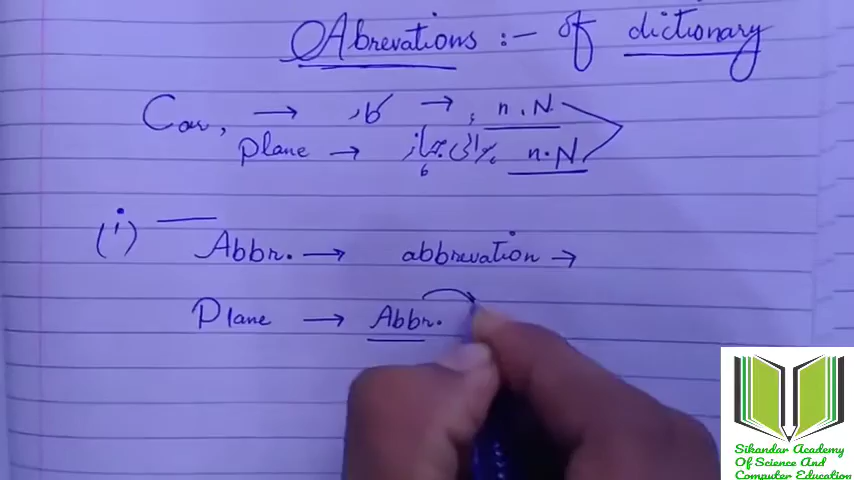 Abrevations :- of dictionary
Car, → کار → n.N
Plane → ہوائی جہاز n.N
(i) Abbr. → abbrevation →
Plane → Abbr.
Sikandar Academy
Of Science And
Computer Education